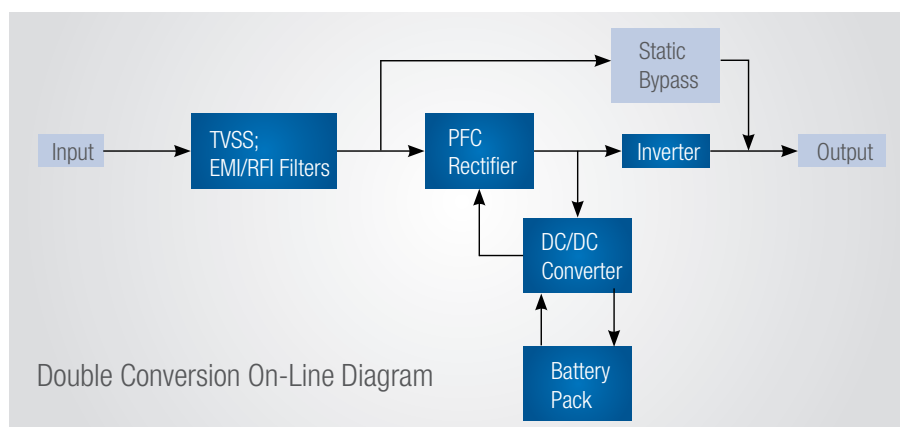 Static
Bypass
Input
TVSS;
EMI/RFI Filters
PFC
Rectifier
Inverter
Output
DC/DC
Converter
Battery
Pack
Double Conversion On-Line Diagram